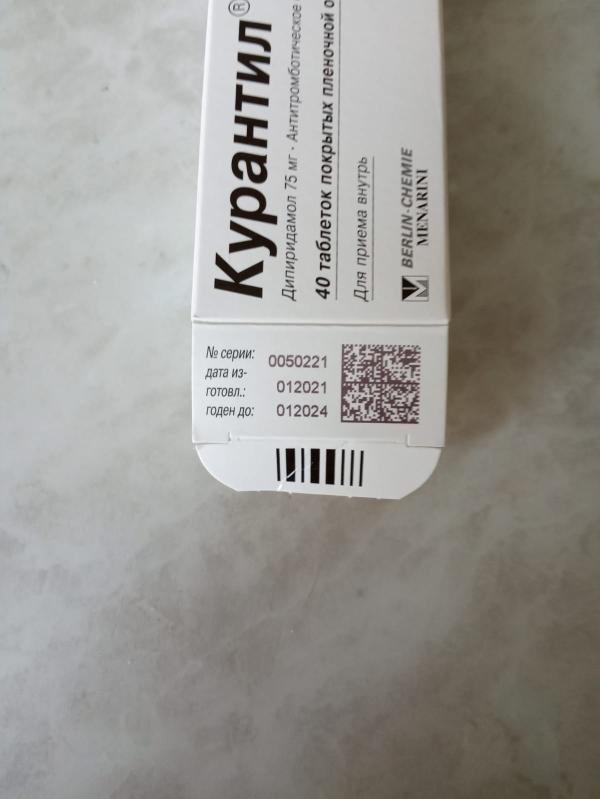 Курантил®
Дипиридамол 75 мг · Антитромботическое
40 таблеток покрытых пленочной
Для приема внутрь
BERLIN-CHEMIE
MENARINI
№ серии: 0050221
дата из-
готовл.: 012021
годен до: 012024